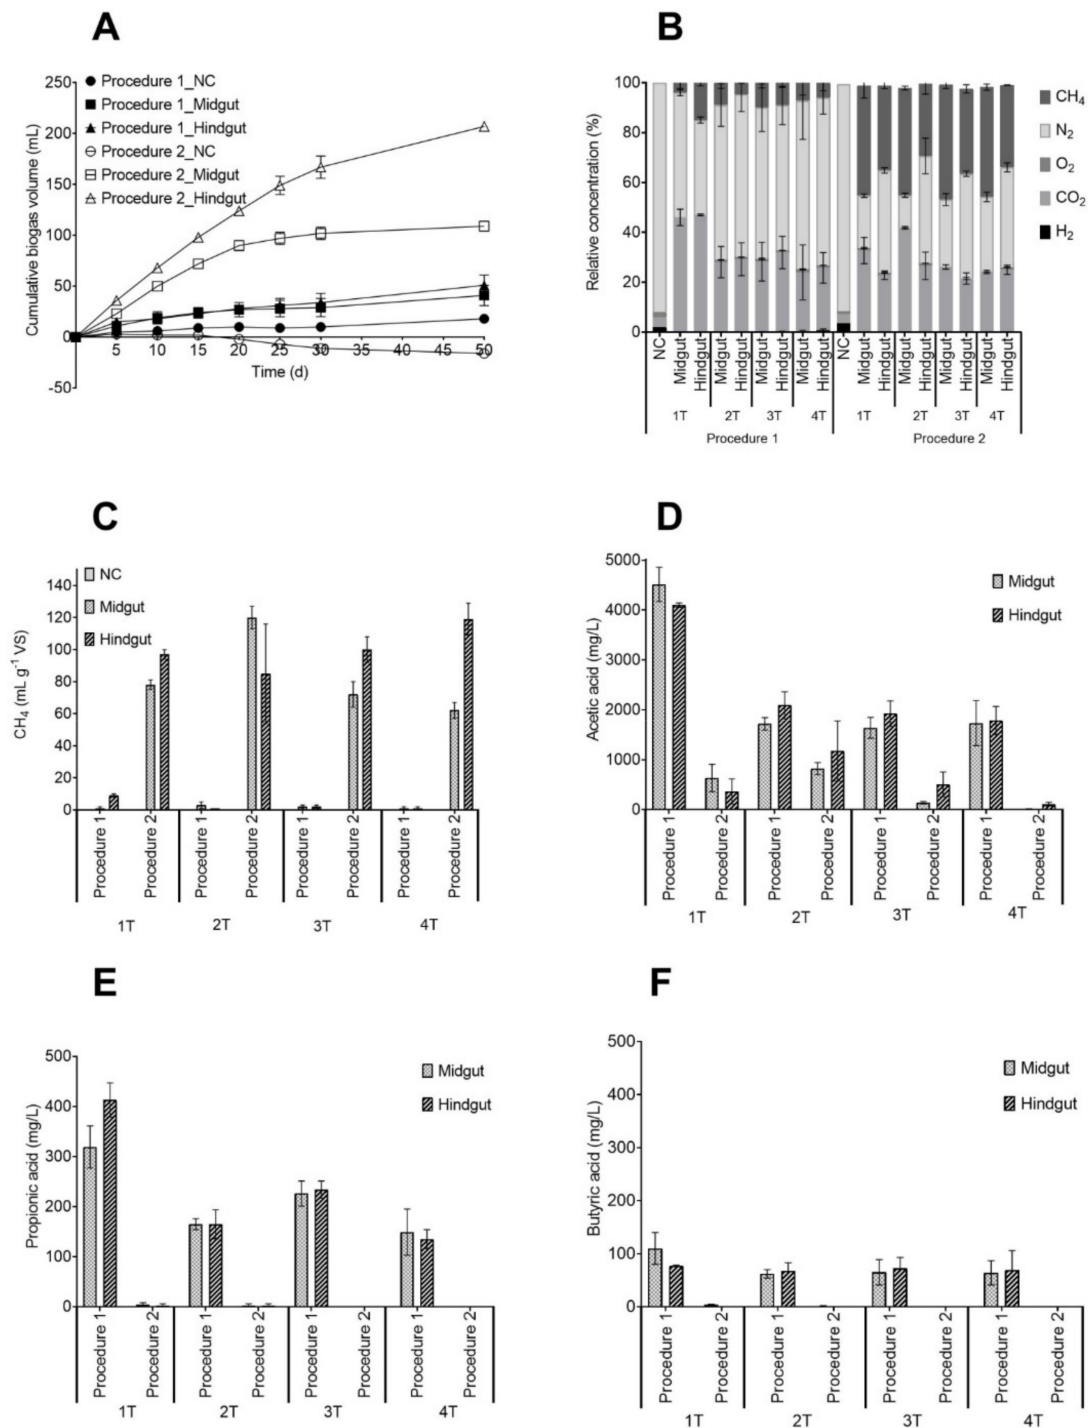 A
Cumulative biogas volume (mL)
250
200
150
100
50
0
-50
Procedure 1_NC
Procedure 1_Midgut
Procedure 1_Hindgut
Procedure 2_NC
Procedure 2_Midgut
Procedure 2_Hindgut
5 10 15 20 25 30 35 40 45 50
Time (d)
B
Relative concentration (%)
100
80
60
40
20
0
CH₄
N₂
O₂
CO₂
H₂
NC Midgut Hindgut Midgut Hindgut Midgut Hindgut Midgut Hindgut NC Midgut Hindgut Midgut Hindgut Midgut Hindgut Midgut Hindgut
1T 2T 3T 4T 1T 2T 3T 4T
Procedure 1 Procedure 2
C
CH₄ (mL g⁻¹ VS)
140
120
100
80
60
40
20
0
NC
Midgut
Hindgut
Procedure 1 Procedure 2 Procedure 1 Procedure 2 Procedure 1 Procedure 2 Procedure 1 Procedure 2
1T 2T 3T 4T
D
Acetic acid (mg/L)
5000
4000
3000
2000
1000
0
Midgut
Hindgut
Procedure 1 Procedure 2 Procedure 1 Procedure 2 Procedure 1 Procedure 2 Procedure 1 Procedure 2
1T 2T 3T 4T
E
Propionic acid (mg/L)
500
400
300
200
100
0
Midgut
Hindgut
Procedure 1 Procedure 2 Procedure 1 Procedure 2 Procedure 1 Procedure 2 Procedure 1 Procedure 2
1T 2T 3T 4T
F
Butyric acid (mg/L)
500
400
300
200
100
0
Midgut
Hindgut
Procedure 1 Procedure 2 Procedure 1 Procedure 2 Procedure 1 Procedure 2 Procedure 1 Procedure 2
1T 2T 3T 4T